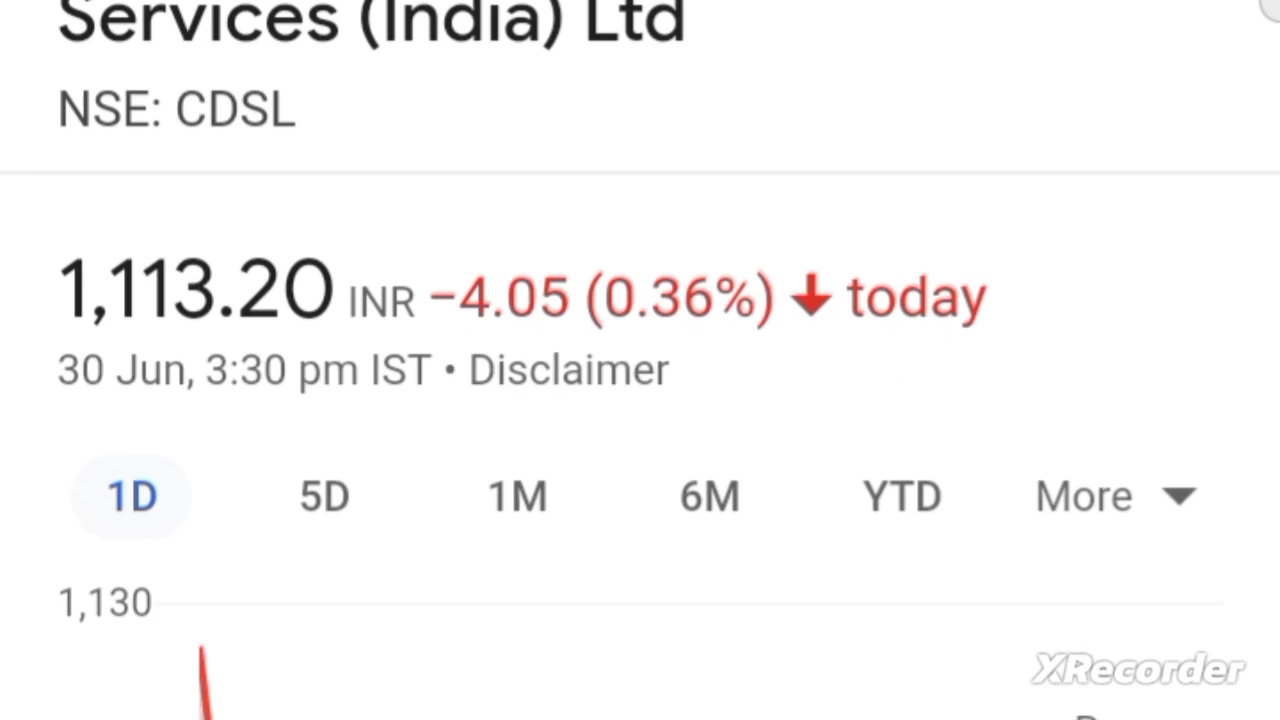 Services (India) Ltd
NSE: CDSL
1,113.20 INR −4.05 (0.36%) ↓ today
30 Jun, 3:30 pm IST • Disclaimer
1D 5D 1M 6M YTD More
1,130
XRecorder